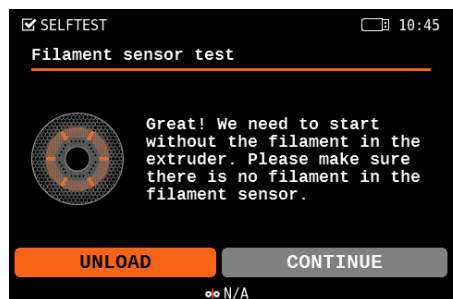 SELFTEST
10:45
Filament sensor test
Great! We need to start
without the filament in the
extruder. Please make sure
there is no filament in the
filament sensor.
UNLOAD
CONTINUE
N/A